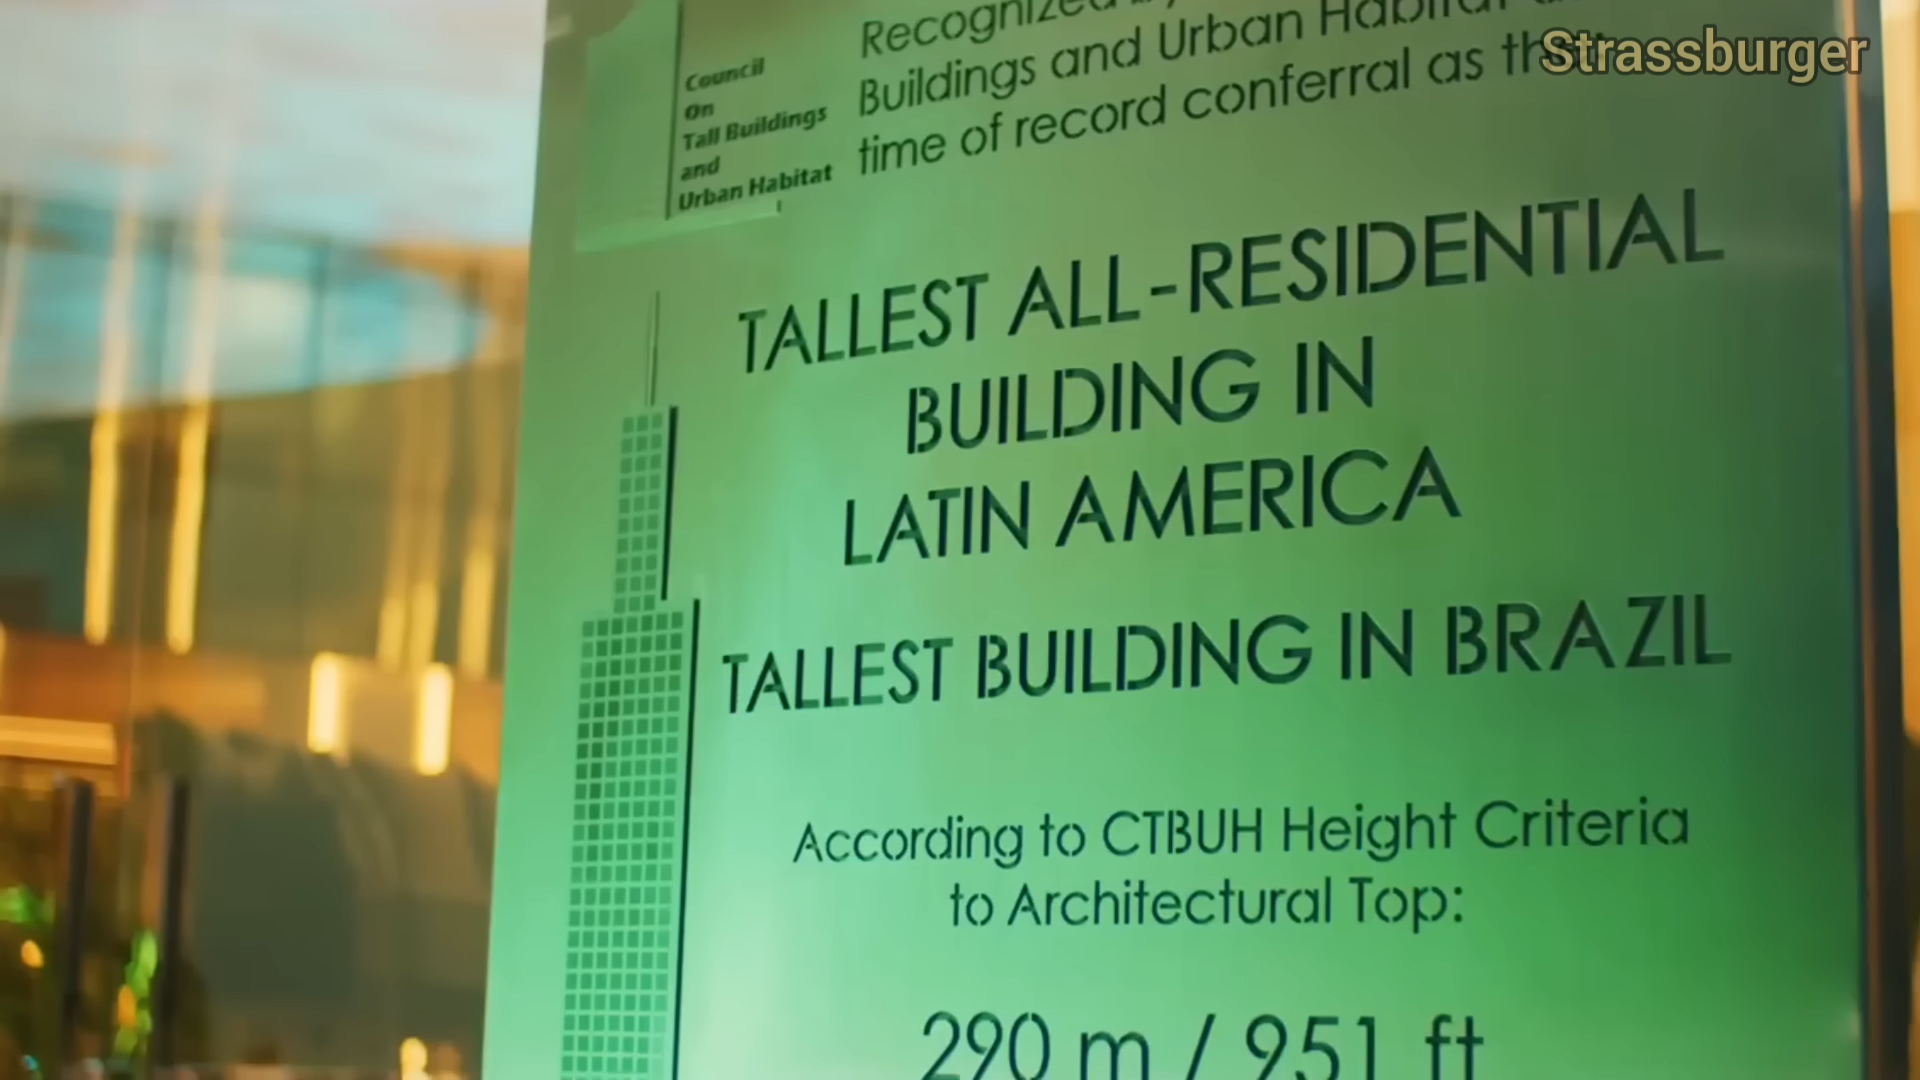 Strassburger
Council
On
Tall Buildings
and
Urban Habitat
Recognized
Buildings and Urban Habitat
time of record conferral as
TALLEST ALL-RESIDENTIAL
BUILDING IN
LATIN AMERICA
TALLEST BUILDING IN BRAZIL
According to CTBUH Height Criteria
to Architectural Top:
290 m / 951 ft